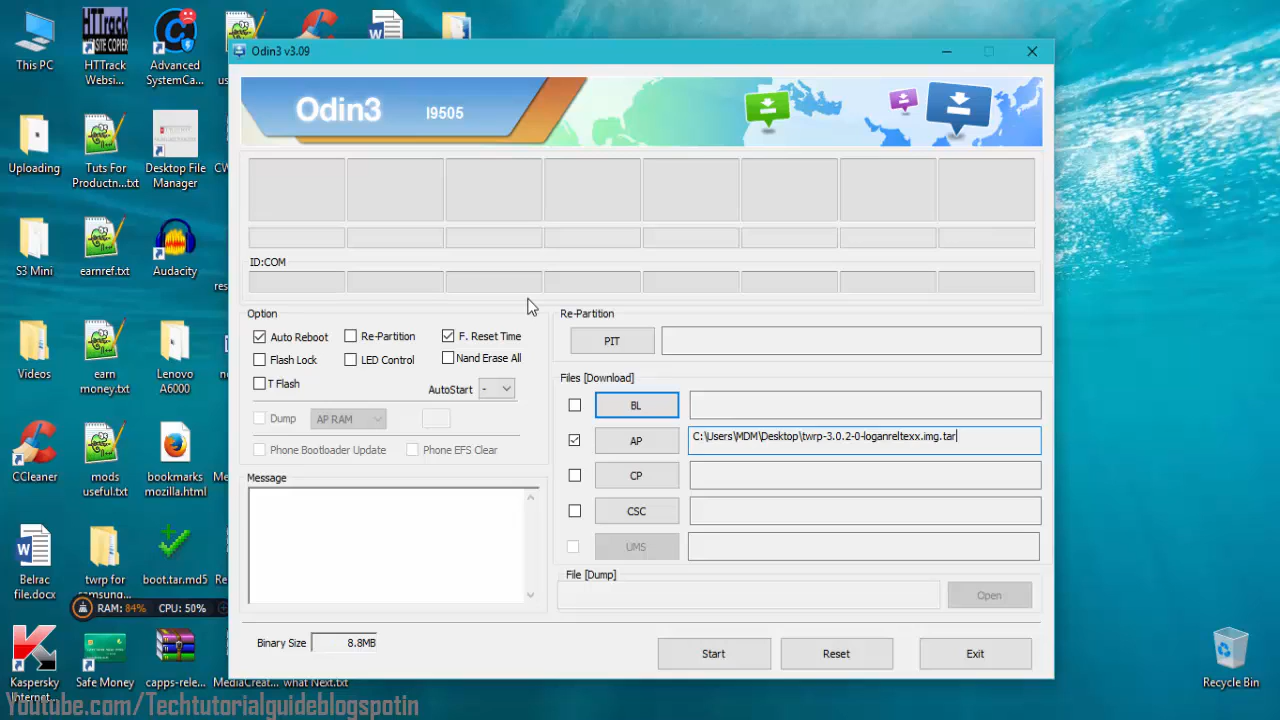 Odin3 v3.09
Odin3 I9505
ID:COM
Option
Auto Reboot
Re-Partition
F. Reset Time
Flash Lock
LED Control
Nand Erase All
T Flash
AutoStart -
Dump
AP RAM
Phone Bootloader Update
Phone EFS Clear
Message
Re-Partition
PIT
Files [Download]
BL
AP C:\Users\MDM\Desktop\twrp-3.0.2-0-loganreltexx.img.tar
CP
CSC
UMS
File [Dump]
Open
Binary Size 8.8MB
Start
Reset
Exit
This PC
HTTrack
WEBSITE COPIER
HTTrack
Websi...
Advanced
SystemCa...
Uploading
Tuts For
Productn...txt
Desktop File
Manager
S3 Mini
earnref.txt
Audacity
Videos
earn
money.txt
Lenovo
A6000
CCleaner
mods
useful.txt
bookmarks
mozilla.html
Belrac
file.docx
twrp for
samsung...
boot.tar.md5
RAM: 84% CPU: 50%
Kaspersky
Internet...
Safe Money
capps-rele...
MediaCreat...
what Next.txt
Recycle Bin
Youtube.com/Techtutorialguideblogspotin